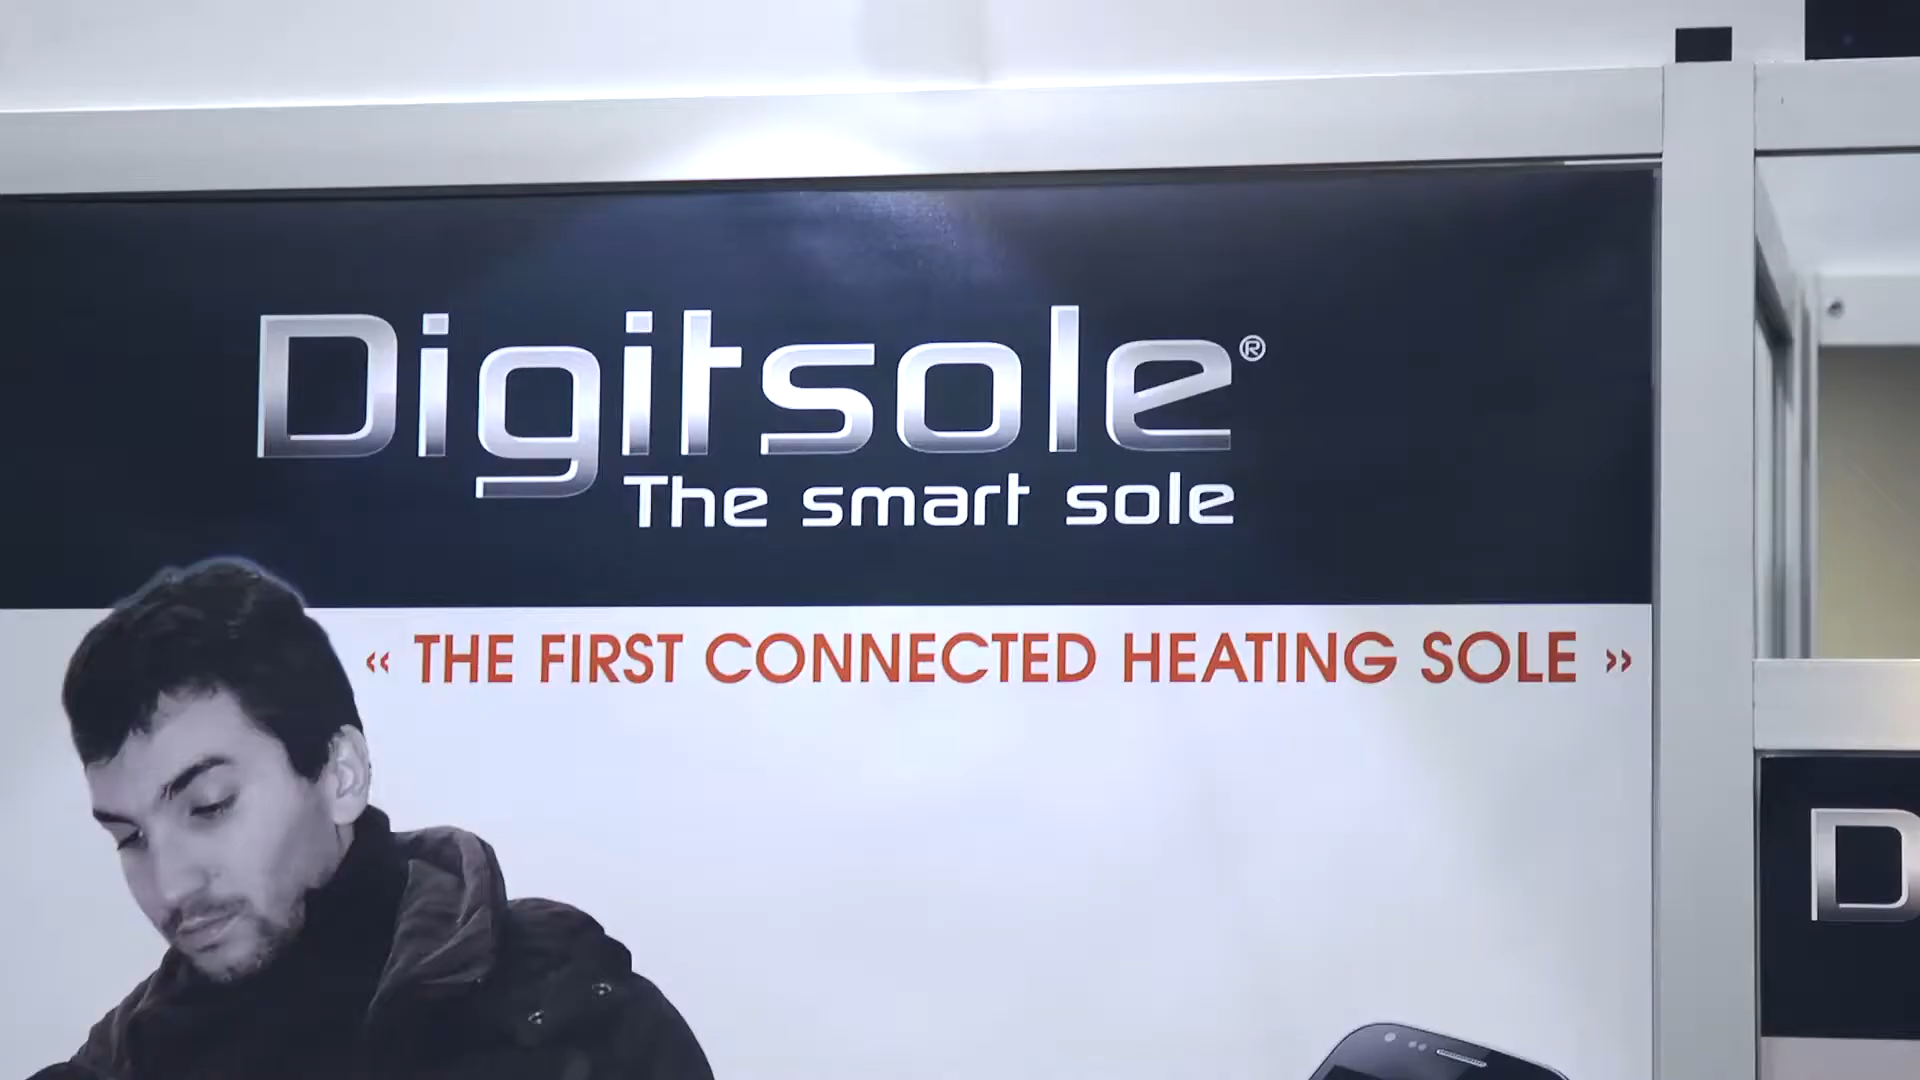 Digitsole®
The smart sole
‹‹ THE FIRST CONNECTED HEATING SOLE ››
D